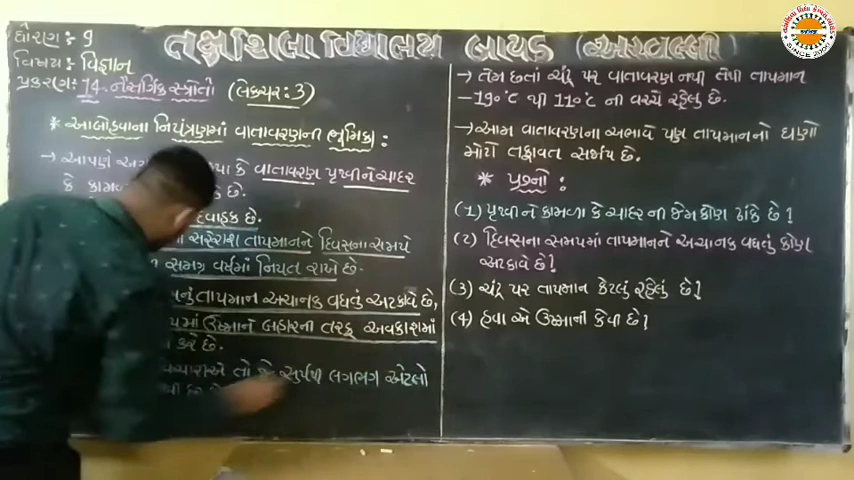 ધોરણ : 9
વિષય : વિજ્ઞાન
પ્રકરણ : 14. નૈસર્ગિક સ્ત્રોતો (લેક્ચર : 3)
તક્ષશિલા વિદ્યાલય બાયડ (અરવલ્લી)
* આબોહવાના નિયંત્રણમાં વાતાવરણની ભૂમિકા :
→ આપણે કે વાતાવરણ પૃથ્વીને ચાદર
કે છે.
છે.
સરેરાશ તાપમાનને દિવસના સમયે
સમગ્ર વર્ષમાં નિયત રાખે છે.
તાપમાન અચાનક વધતું અટકાવે છે,
ઉષ્માને બહારની તરફ અવકાશમાં
કરે છે.
તો સુર્યથી લગભગ એટલો
→ તેમ છતાં ચંદ્ર પર વાતાવરણ નથી તેથી તાપમાન
-190°c થી 110°c ની વચ્ચે રહેલું છે.
→ આમ વાતાવરણના અભાવે પણ તાપમાનનો ઘણો
મોટો તફાવત સર્જાય છે.
* પ્રશ્નો :
(1) પૃથ્વીને કામળા કે ચાદર ની જેમ કોણ ઢાંકે છે ?
(2) દિવસના સમયમાં તાપમાનને અચાનક વધતું કોણ
અટકાવે છે ?
(3) ચંદ્ર પર તાપમાન કેટલું રહેલું છે ?
(4) હવા એ ઉષ્માની કેવી છે ?
SINCE 2000